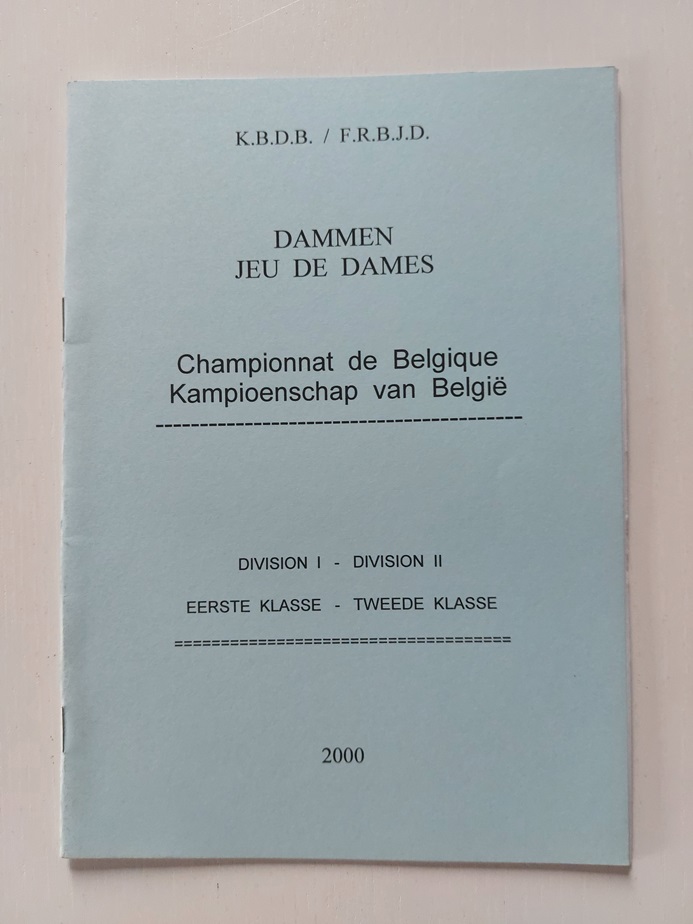 K.B.D.B. / F.R.B.J.D.
DAMMEN
JEU DE DAMES
Championnat de Belgique
Kampioenschap van België
-----------------------------------------
DIVISION I - DIVISION II
EERSTE KLASSE - TWEEDE KLASSE
=====================================
2000